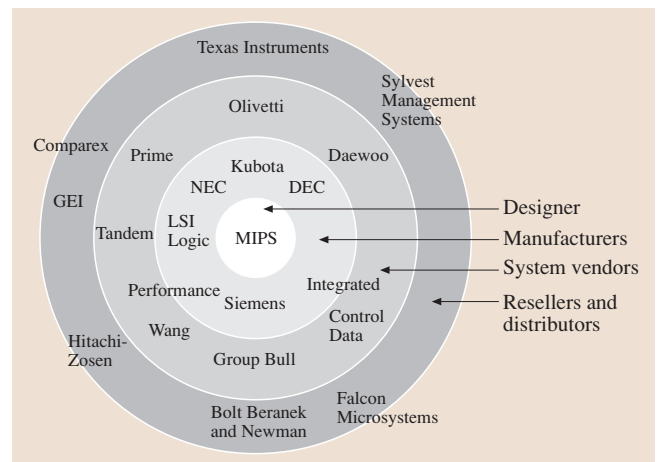 Texas Instruments
Sylvest
Management
Systems
Olivetti
Comparex
Prime
Daewoo
Kubota
NEC
DEC
GEI
Designer
LSI
Logic
Tandem
MIPS
Manufacturers
System vendors
Performance
Integrated
Siemens
Resellers and
distributors
Control
Data
Wang
Hitachi-
Zosen
Group Bull
Falcon
Microsystems
Bolt Beranek
and Newman